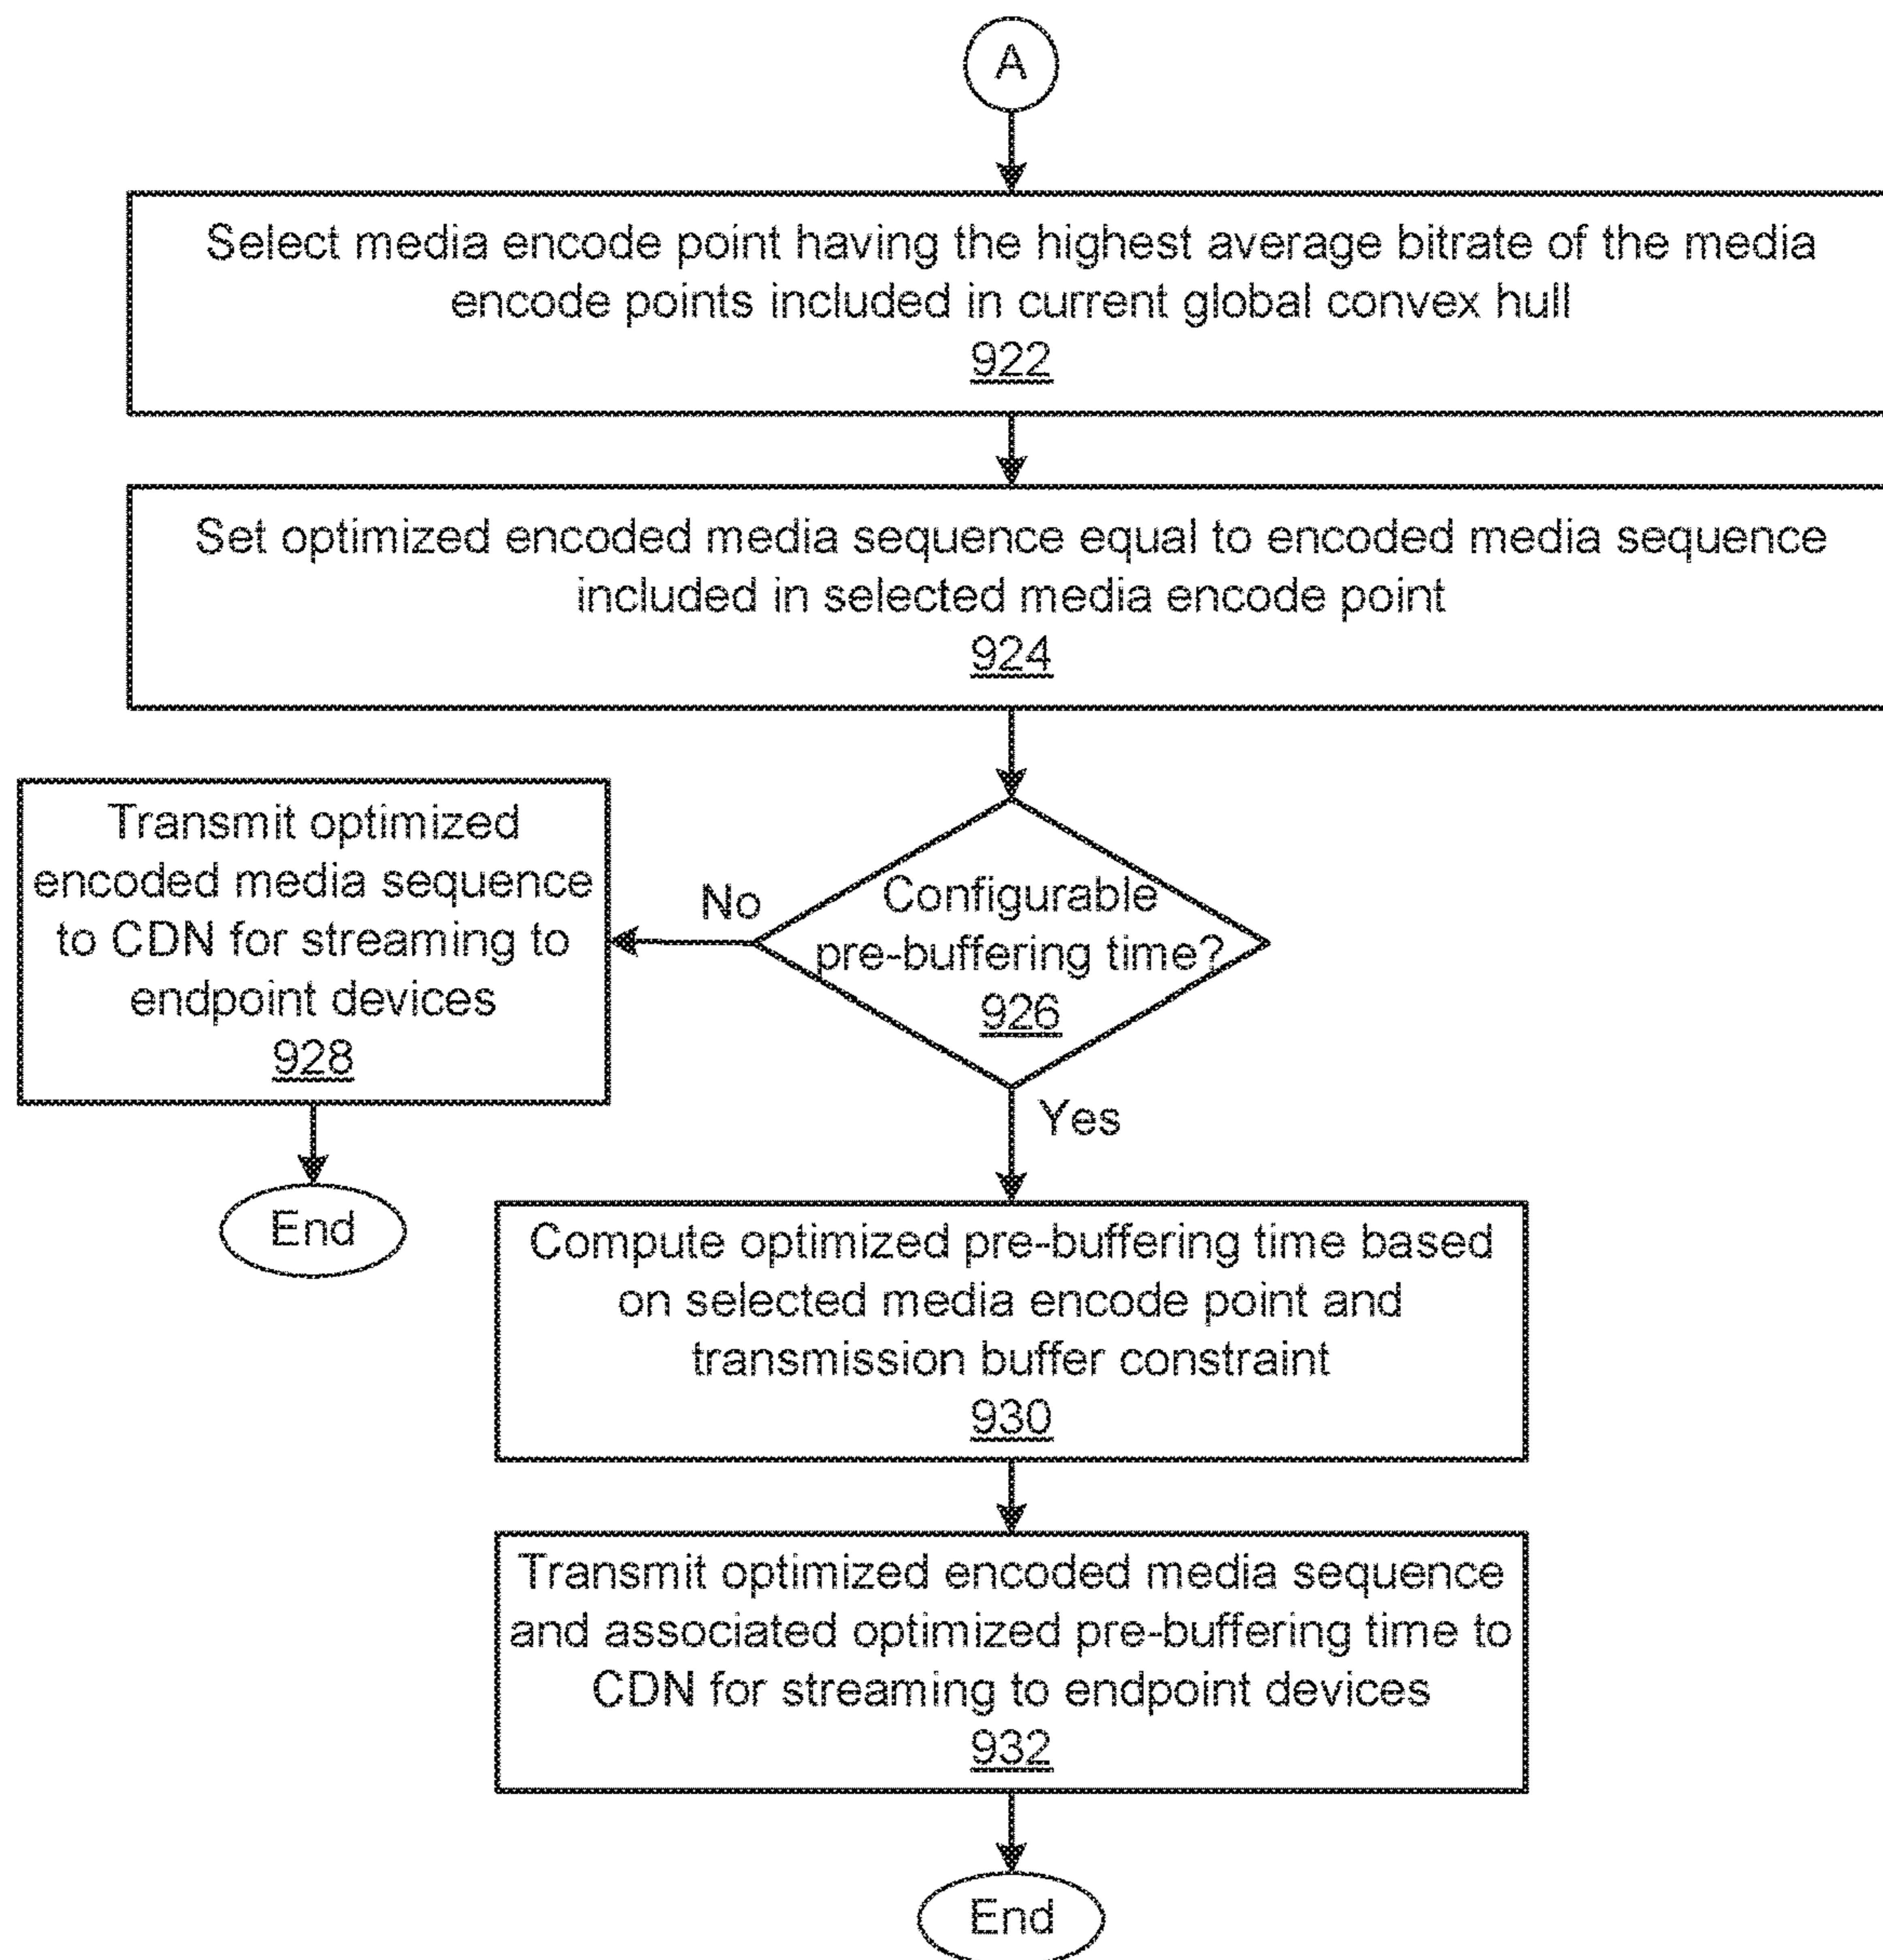 A
Select media encode point having the highest average bitrate of the media
encode points included in current global convex hull
922
Set optimized encoded media sequence equal to encoded media sequence
included in selected media encode point
924
Configurable
pre-buffering time?
926
No
Transmit optimized
encoded media sequence
to CDN for streaming to
endpoint devices
928
End
Yes
Compute optimized pre-buffering time based
on selected media encode point and
transmission buffer constraint
930
Transmit optimized encoded media sequence
and associated optimized pre-buffering time to
CDN for streaming to endpoint devices
932
End